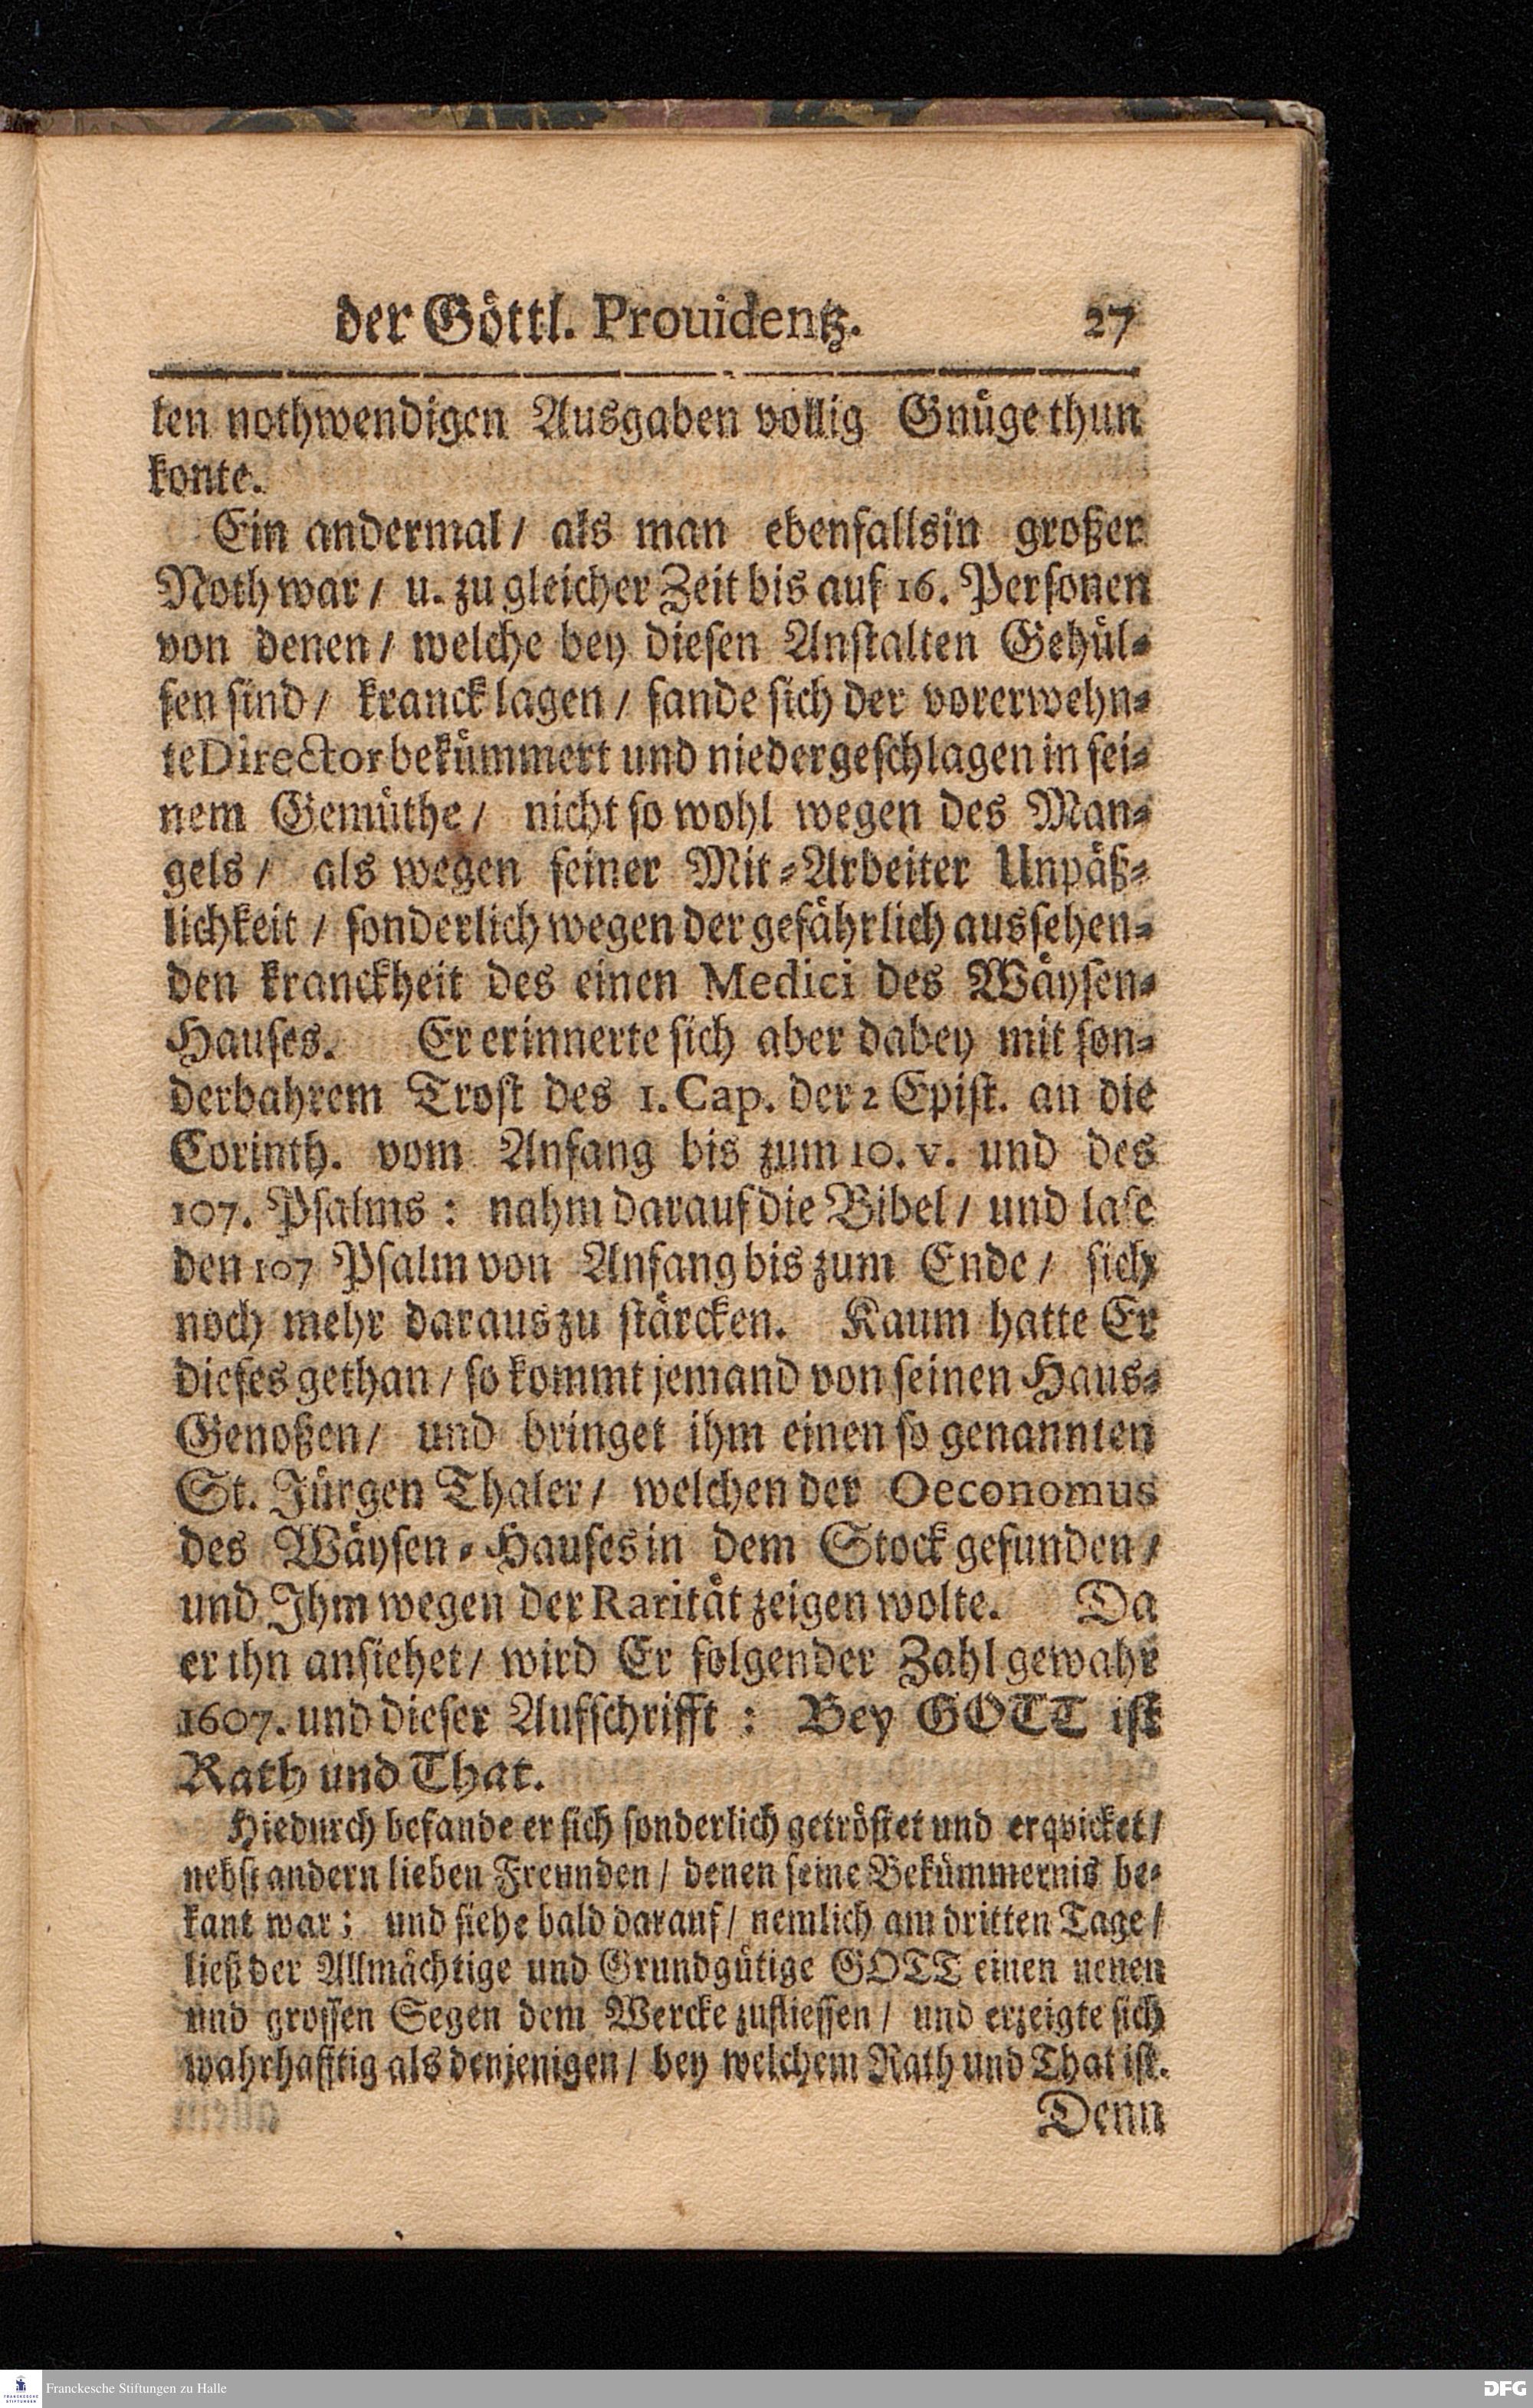 der Göttl. Prouidentz. 27
len nothwendigen Ausgaben vollig Gnüge thun
konte.
Ein andermal / als man ebenfallsin großer
Noth war / u. zu gleicher Zeit bis auf 16. Personen
von denen / welche bey diesen Anstalten Gehül-
fen sind / kranck lagen / fande sich der vorerwehn-
te Director bekümmert und niedergeschlagen in sei-
nem Gemüthe / nicht so wohl wegen des Man-
gels / als wegen seiner Mit-Arbeiter Unpäß-
lichkeit / sonderlich wegen der gefährlich aussehen-
den kranckheit des einen Medici des Wäysen-
Hauses. Er erinnerte sich aber dabey mit son-
derbahrem Trost des 1. Cap. der 2 Epist. an die
Corinth. vom Anfang bis zum 10. v. und des
107. Psalms : nahm darauf die Bibel / und lase
den 107 Psalm von Anfang bis zum Ende / sich
noch mehr daraus zu stärcken. Kaum hatte Er
dieses gethan / so kommt jemand von seinen Haus-
Genoßen / und bringet ihm einen so genannten
St. Jürgen Thaler / welchen der Oeconomus
des Wäysen-Hauses in dem Stock gefunden /
und Ihm wegen der Rarität zeigen wolte. Da
er ihn ansiehet / wird Er folgender Zahl gewahr
1607. und dieser Aufschrifft : Bey GOTT ist
Rath und That.
Hiedurch befande er sich sonderlich getröstet und erqvicket /
nebst andern lieben Freunden / denen seine Bekümmernis be-
kant war ; und siehe bald darauf / nemlich am dritten Tage /
ließ der Allmächtige und Grundgütige GOTT einen neuen
und grossen Segen dem Wercke zufliessen / und erzeigte sich
wahrhafftig als denjenigen / bey welchem Rath und That ist.
Denn
FRANCKESCHE STIFTUNGEN
Franckesche Stiftungen zu Halle
DFG